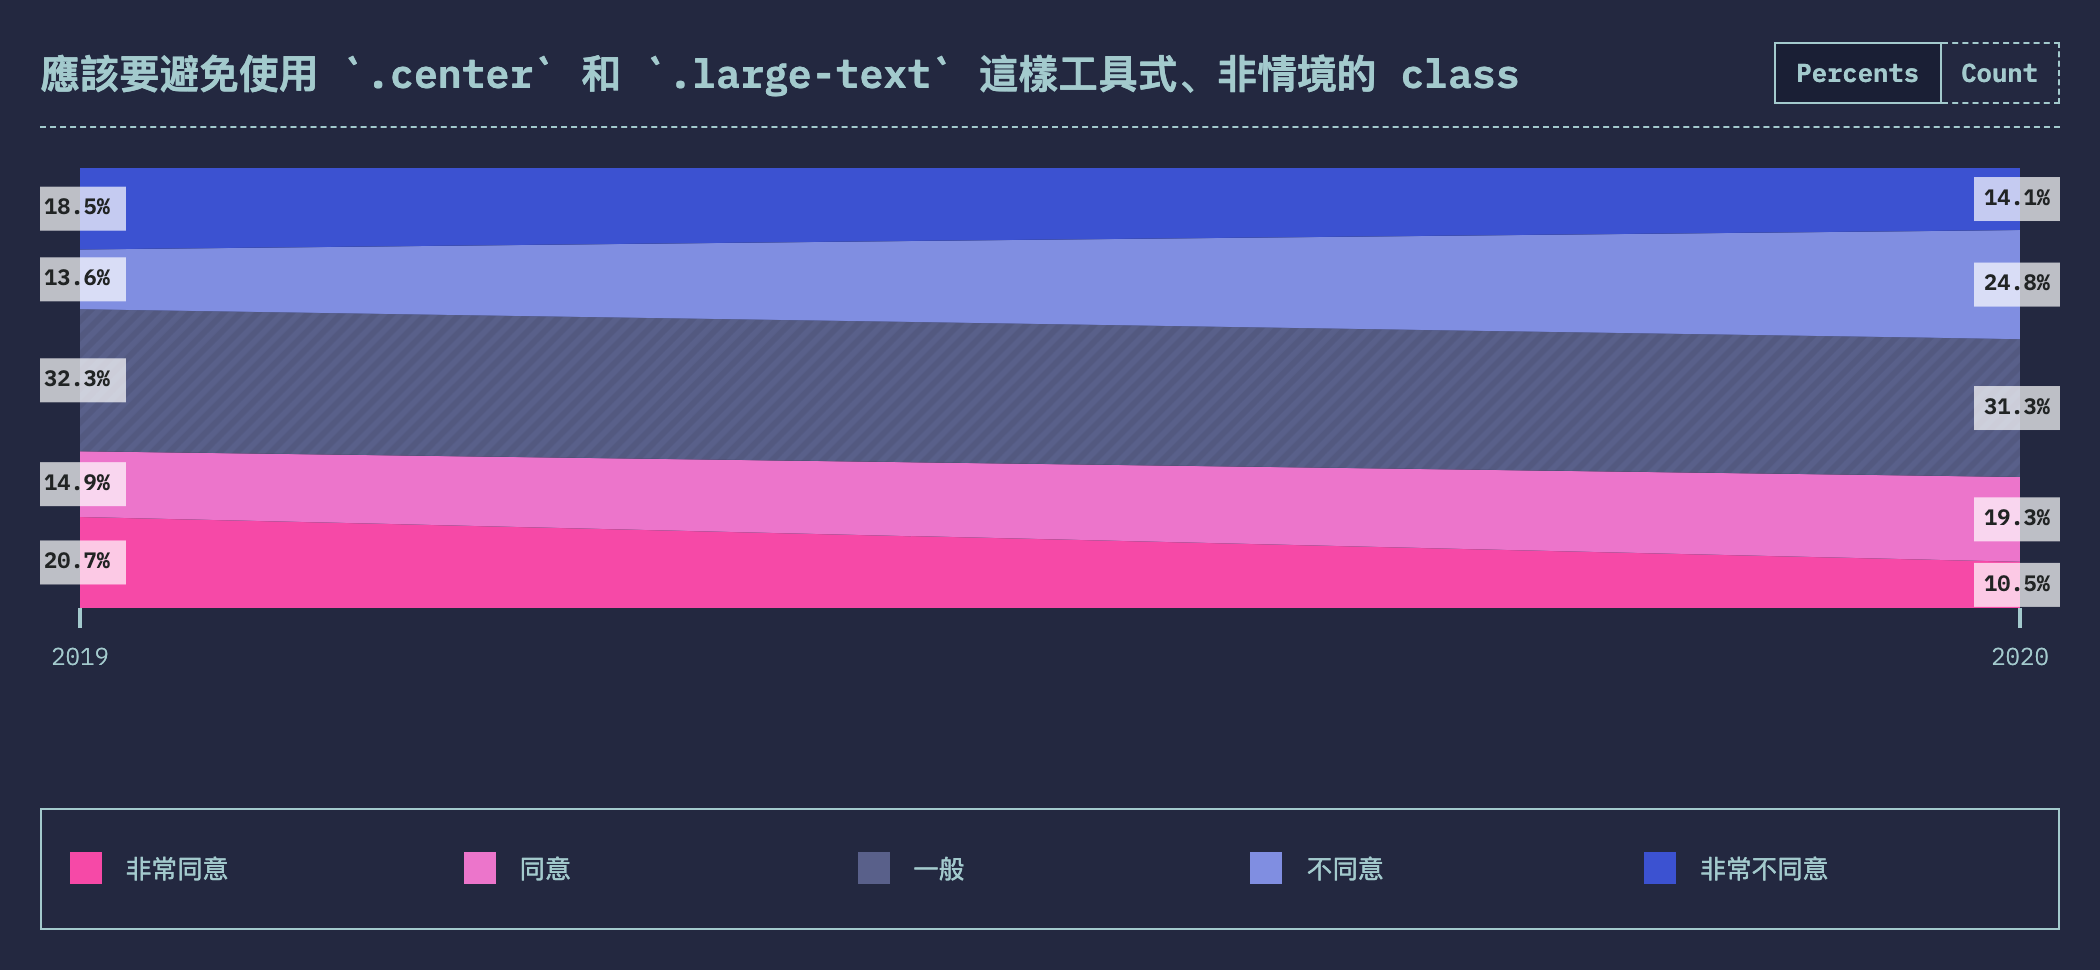 應該要避免使用 `.center` 和 `.large-text` 這樣工具式、非情境的 class
Percents
Count
18.5%
13.6%
32.3%
14.9%
20.7%
14.1%
24.8%
31.3%
19.3%
10.5%
2019
2020
非常同意
同意
一般
不同意
非常不同意